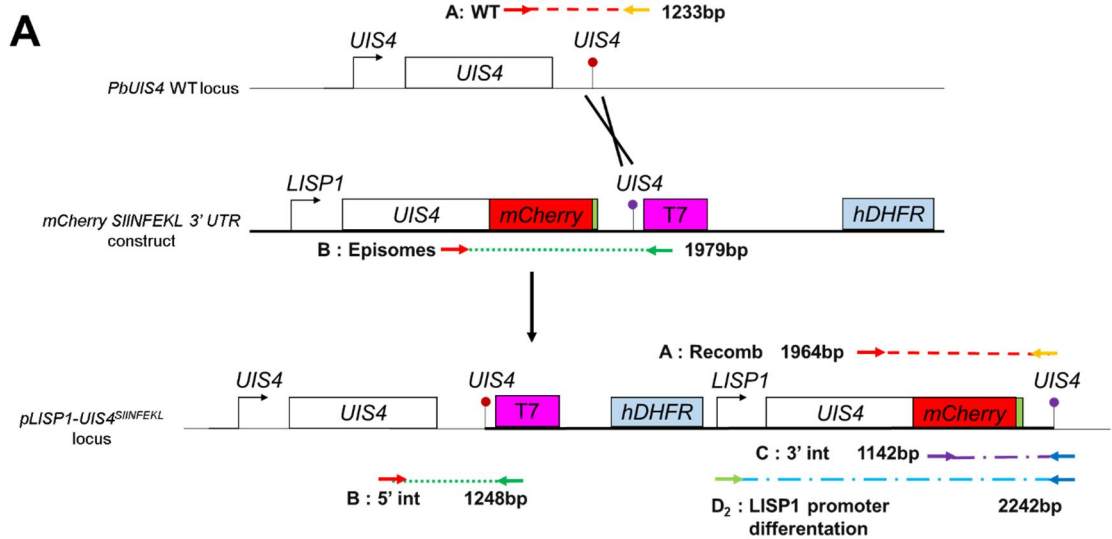 A
A: WT 1233bp
UIS4 UIS4
PbUIS4 WT locus UIS4
LISP1 UIS4
mCherry SIINFEKL 3' UTR
construct
UIS4 mCherry T7 hDHFR
B : Episomes 1979bp
A : Recomb 1964bp
UIS4 UIS4 LISP1 UIS4
pLISP1-UIS4SIINFEKL
locus
UIS4 T7 hDHFR UIS4 mCherry
C : 3' int 1142bp
B : 5' int 1248bp
D2 : LISP1 promoter
differentation
2242bp